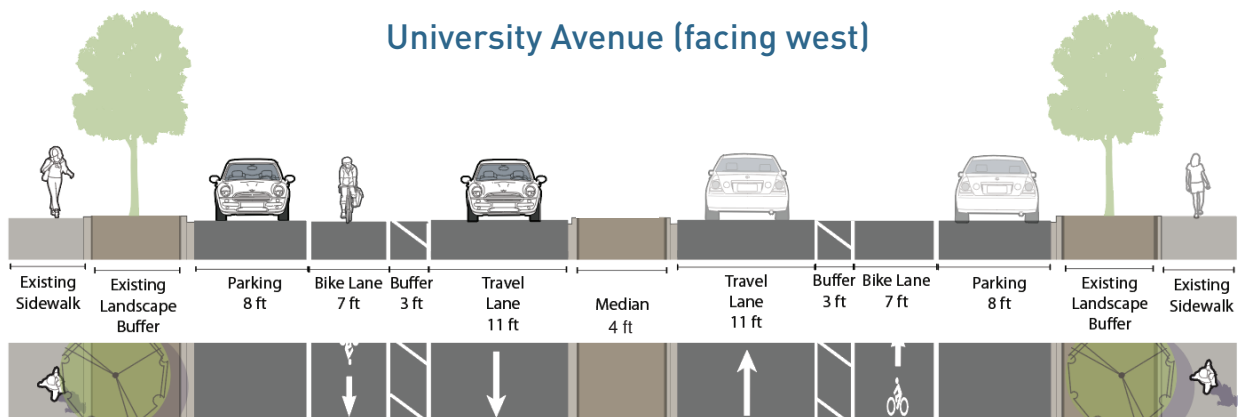 University Avenue (facing west)
Existing
Sidewalk
Existing
Landscape
Buffer
Parking
8 ft
Bike Lane
7 ft
Buffer
3 ft
Travel
Lane
11 ft
Median
4 ft
Travel
Lane
11 ft
Buffer
3 ft
Bike Lane
7 ft
Parking
8 ft
Existing
Landscape
Buffer
Existing
Sidewalk